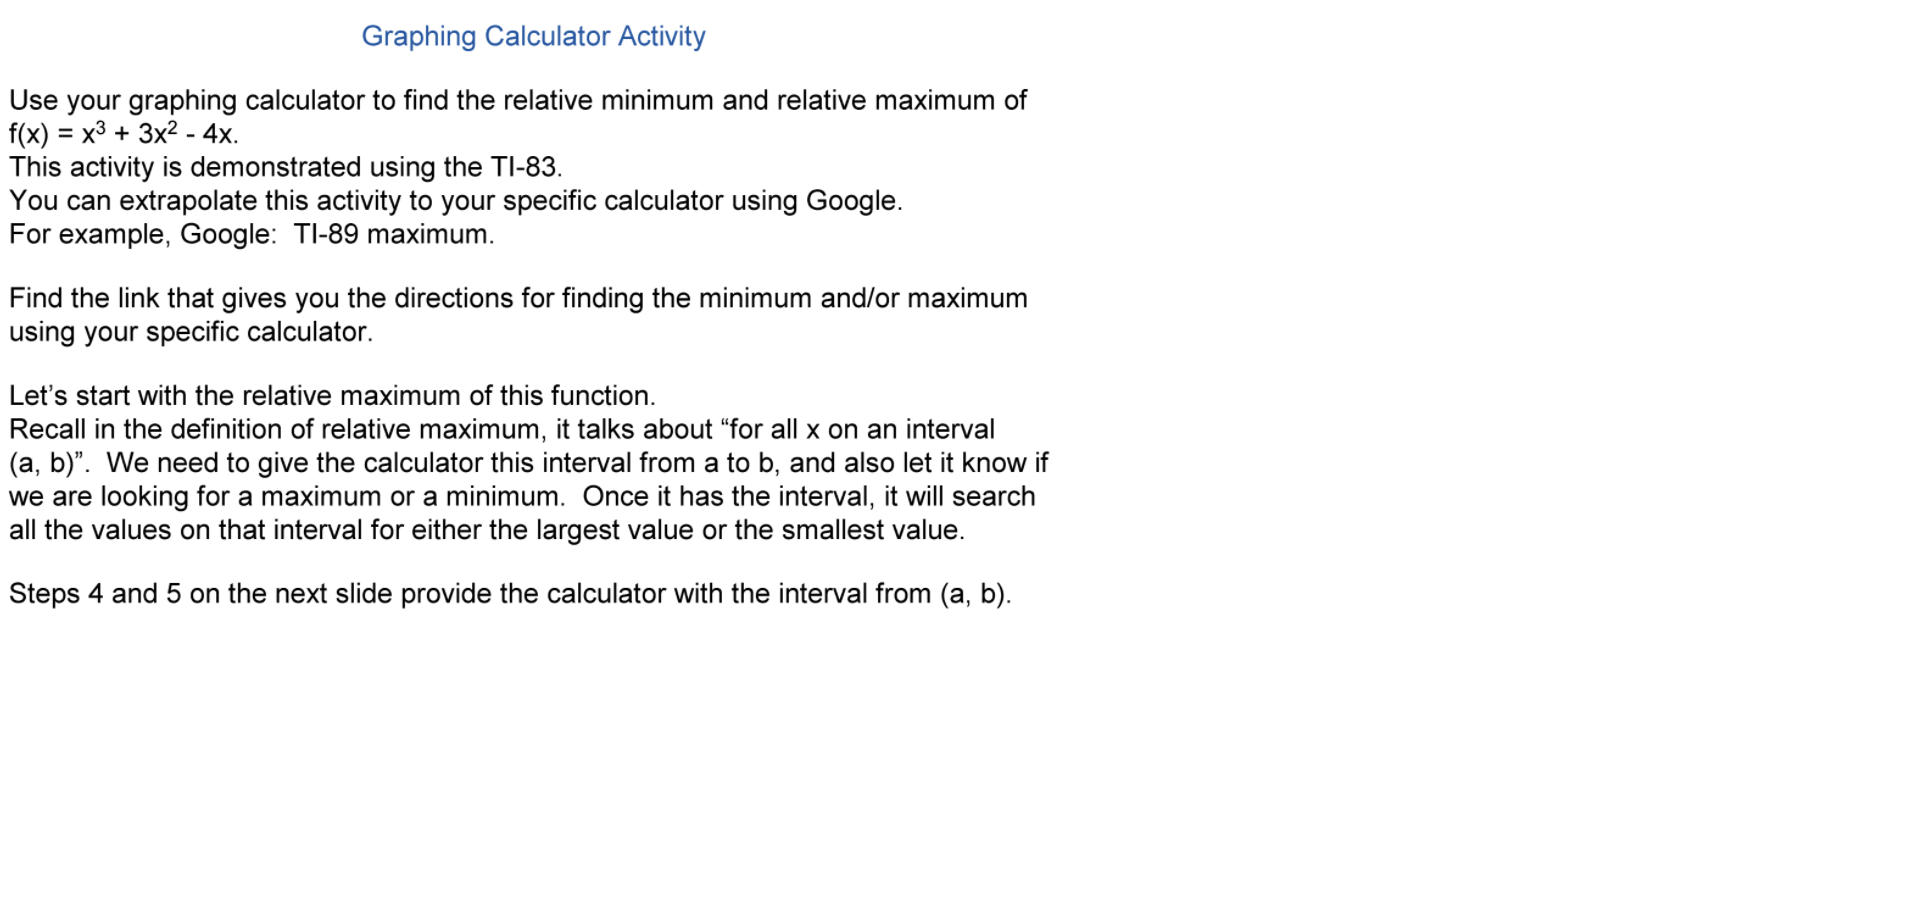 Graphing Calculator Activity
Use your graphing calculator to find the relative minimum and relative maximum of
f(x) = x³ + 3x² - 4x.
This activity is demonstrated using the TI-83.
You can extrapolate this activity to your specific calculator using Google.
For example, Google:  TI-89 maximum.
Find the link that gives you the directions for finding the minimum and/or maximum
using your specific calculator.
Let’s start with the relative maximum of this function.
Recall in the definition of relative maximum, it talks about “for all x on an interval
(a, b)”.  We need to give the calculator this interval from a to b, and also let it know if
we are looking for a maximum or a minimum.  Once it has the interval, it will search
all the values on that interval for either the largest value or the smallest value.
Steps 4 and 5 on the next slide provide the calculator with the interval from (a, b).